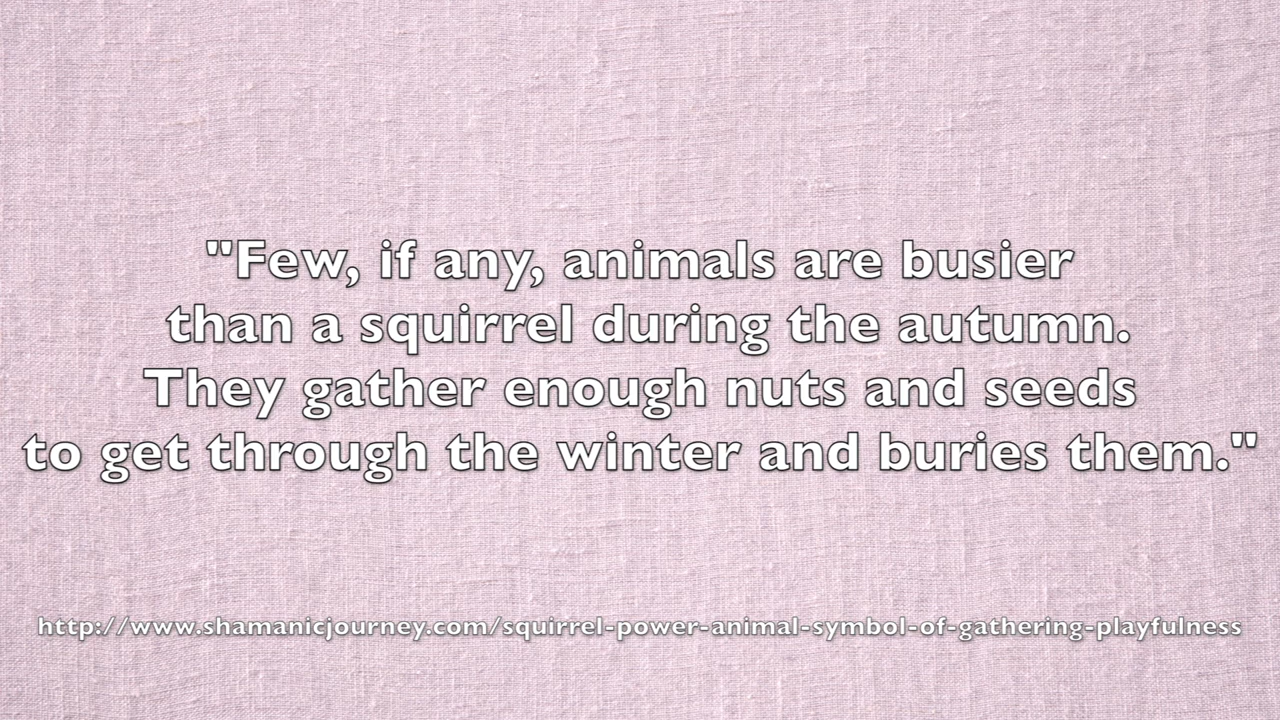 "Few, if any, animals are busier
than a squirrel during the autumn.
They gather enough nuts and seeds
to get through the winter and buries them."
http://www.shamanicjourney.com/squirrel-power-animal-symbol-of-gathering-playfulness